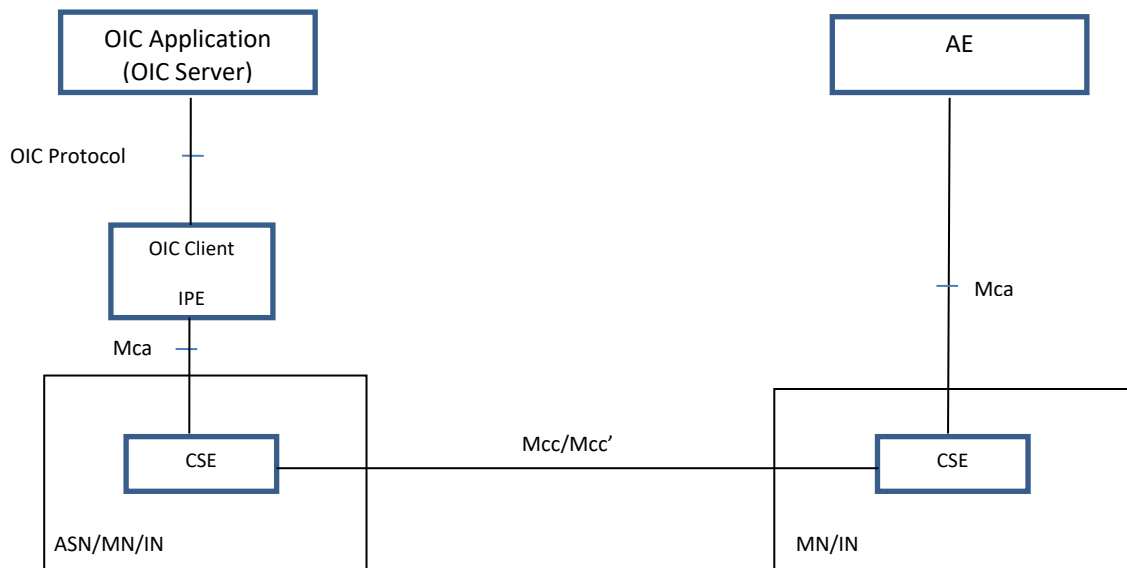 OIC Application
(OIC Server)
AE
OIC Protocol
OIC Client
IPE
Mca
Mca
Mcc/Mcc’
CSE
CSE
ASN/MN/IN
MN/IN